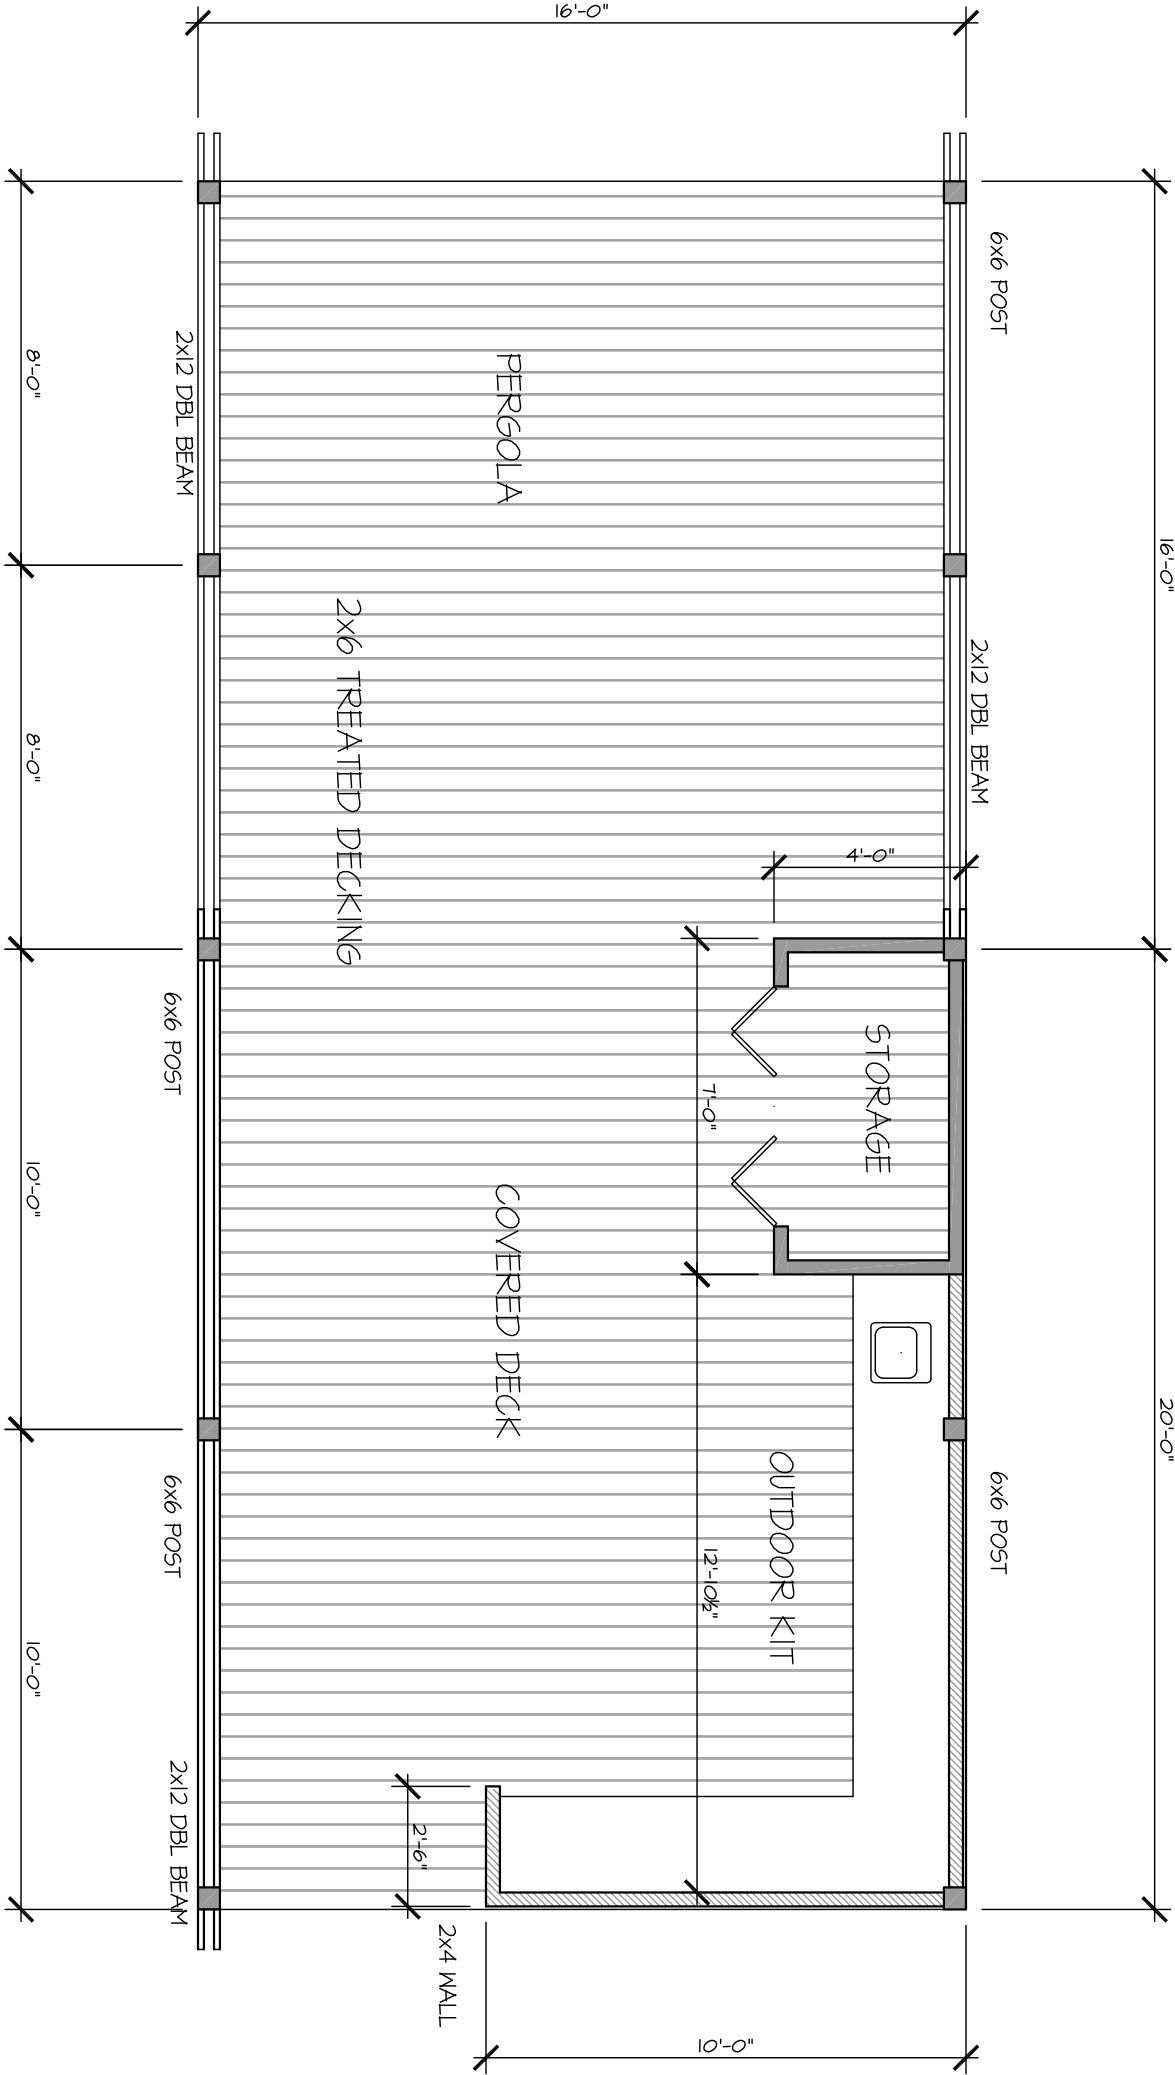 16'-0"
6x6 POST
16'-0"
2x12 DBL BEAM
8'-0"
PERGOLA
2x6 TREATED DECKING
2x12 DBL BEAM
8'-0"
4'-0"
STORAGE
7'-0"
6x6 POST
10'-0"
COVERED DECK
OUTDOOR KIT
12'-10½"
20'-0"
6x6 POST
6x6 POST
10'-0"
2x12 DBL BEAM
2'-6"
2x4 WALL
10'-0"